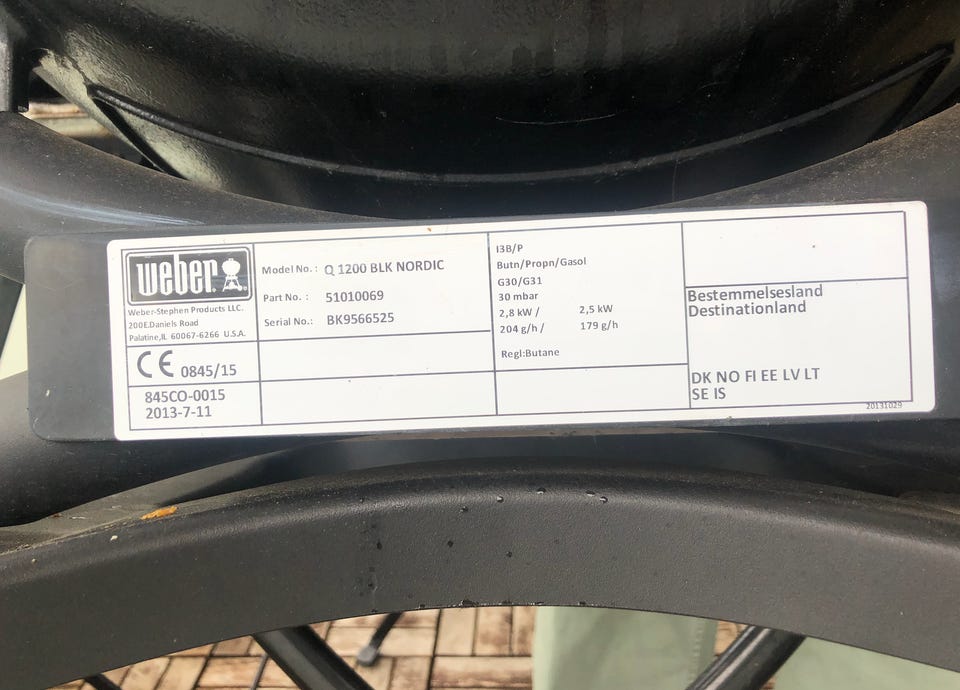 weber
Weber-Stephen Products LLC.
200E.Daniels Road
Palatine,IL 60067-6266 U.S.A.
CE 0845/15
845CO-0015
2013-7-11
Model No. : Q 1200 BLK NORDIC
Part No. : 51010069
Serial No.: BK9566525
I3B/P
Butn/Propn/Gasol
G30/G31
30 mbar
2,8 kW / 2,5 kW
204 g/h / 179 g/h
Regl:Butane
Bestemmelsesland
Destinationland
DK NO FI EE LV LT
SE IS
20131029